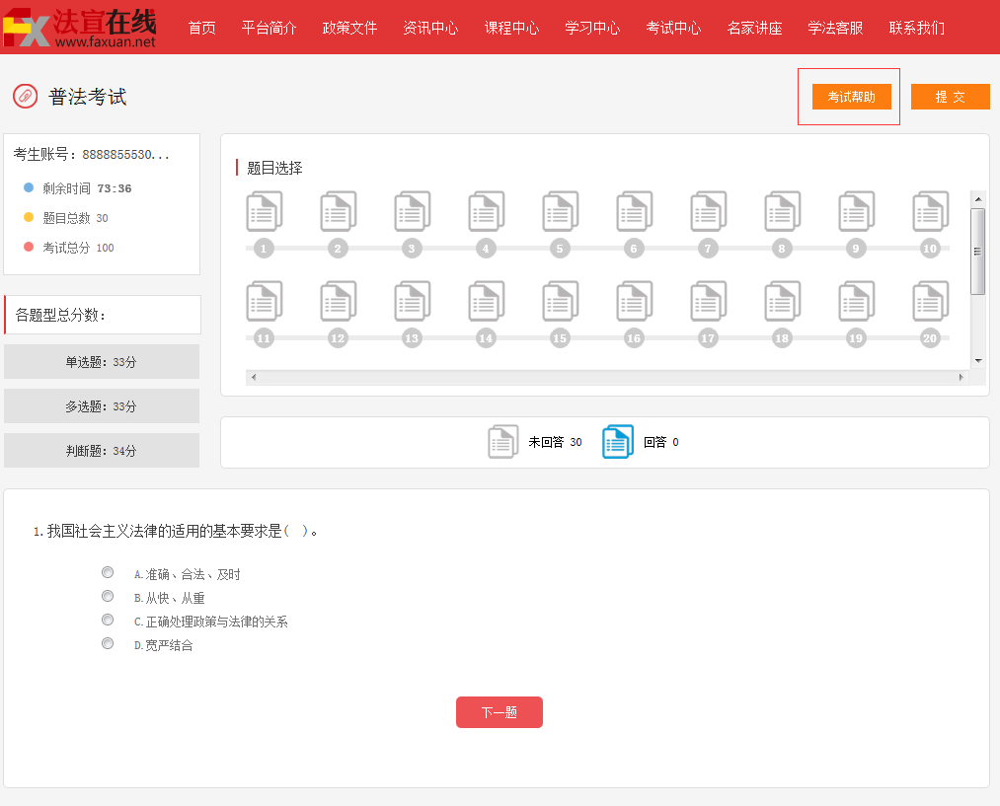 法宣在线
www.faxuan.net
首页 平台简介 政策文件 资讯中心 课程中心 学习中心 考试中心 名家讲座 学法客服 联系我们
普法考试
考试帮助
提 交
考生账号: 8888855530...
剩余时间 73:36
题目总数 30
考试总分 100
各题型总分数:
单选题: 33分
多选题: 33分
判断题: 34分
题目选择
1 2 3 4 5 6 7 8 9 10
11 12 13 14 15 16 17 18 19 20
未回答 30 回答 0
1.我国社会主义法律的适用的基本要求是( )。
A.准确、合法、及时
B.从快、从重
C.正确处理政策与法律的关系
D.宽严结合
下一题